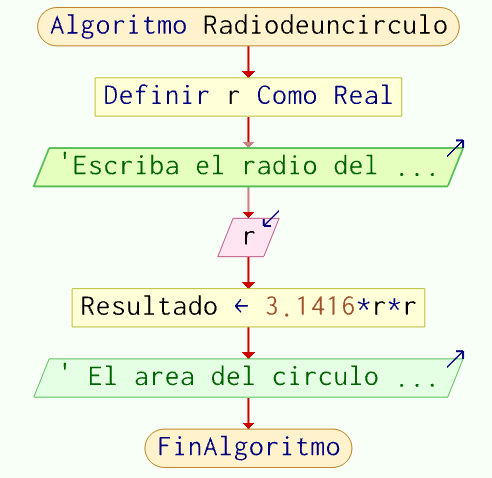 Algoritmo Radiodeuncirculo
Definir r Como Real
'Escriba el radio del ...
r
Resultado ← 3.1416*r*r
' El area del circulo ...
FinAlgoritmo